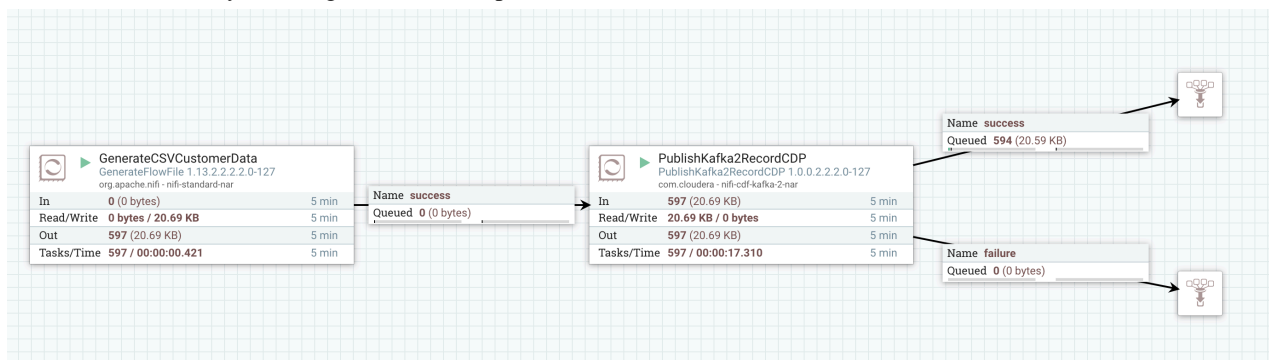 GenerateCSVCustomerData
GenerateFlowFile 1.13.2.2.2.2.0-127
org.apache.nifi - nifi-standard-nar
In 0 (0 bytes) 5 min
Read/Write 0 bytes / 20.69 KB 5 min
Out 597 (20.69 KB) 5 min
Tasks/Time 597 / 00:00:00.421 5 min
Name success
Queued 0 (0 bytes)
PublishKafka2RecordCDP
PublishKafka2RecordCDP 1.0.0.2.2.2.0-127
com.cloudera - nifi-cdf-kafka-2-nar
In 597 (20.69 KB) 5 min
Read/Write 20.69 KB / 0 bytes 5 min
Out 597 (20.69 KB) 5 min
Tasks/Time 597 / 00:00:17.310 5 min
Name success
Queued 594 (20.59 KB)
Name failure
Queued 0 (0 bytes)